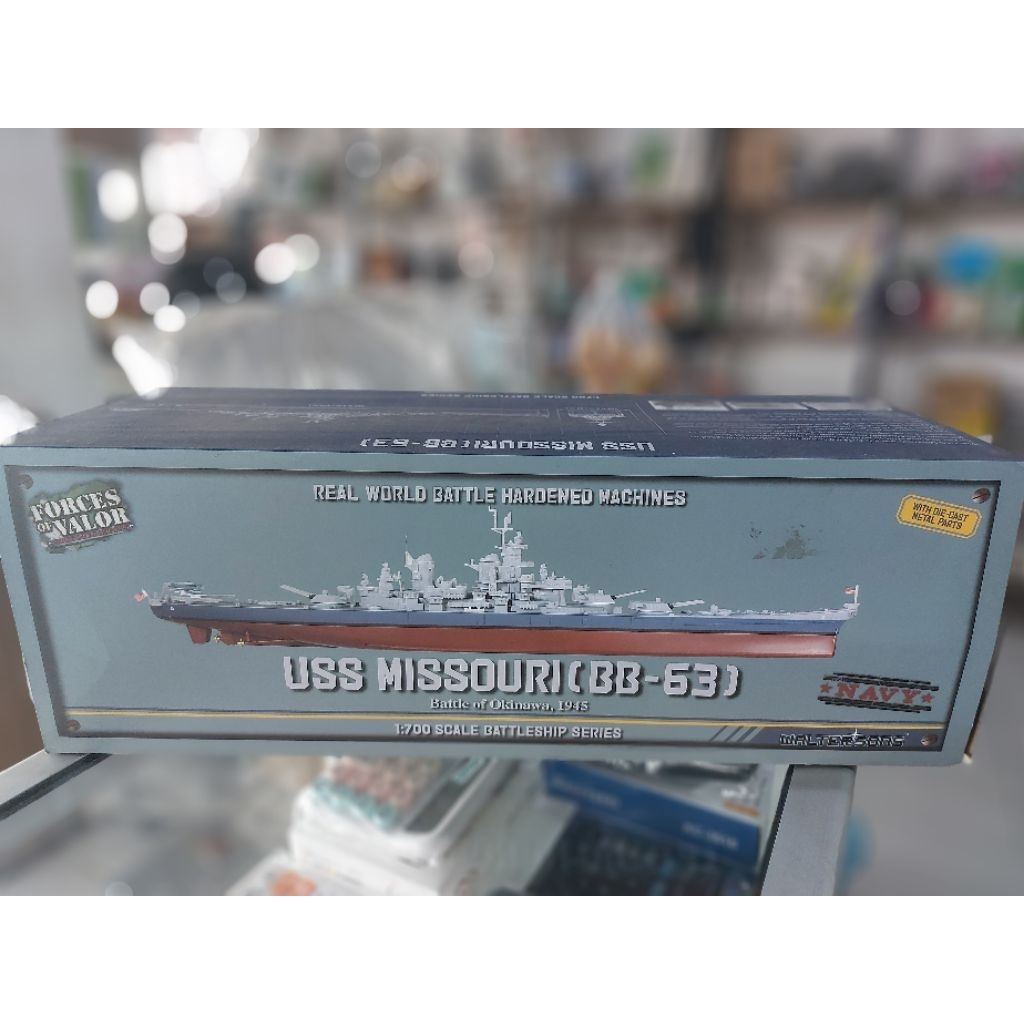 USS MISSOURI (BB-63)
FORCES
OF VALOR
REAL WORLD BATTLE HARDENED MACHINES
WITH DIE-CAST
METAL PARTS
USS MISSOURI (BB-63)
Battle of Okinawa, 1945
NAVY
1:700 SCALE BATTLESHIP SERIES
WALTERSONS